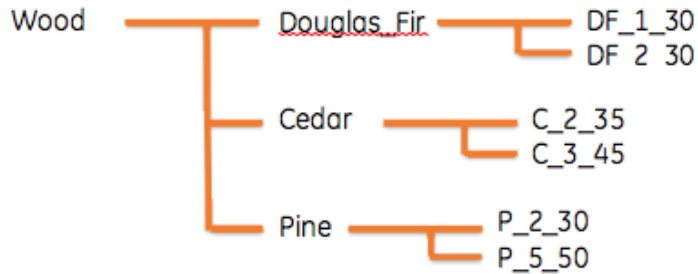 Wood Douglas_Fir DF_1_30
DF 2 30
Cedar C_2_35
C_3_45
Pine P_2_30
P_5_50